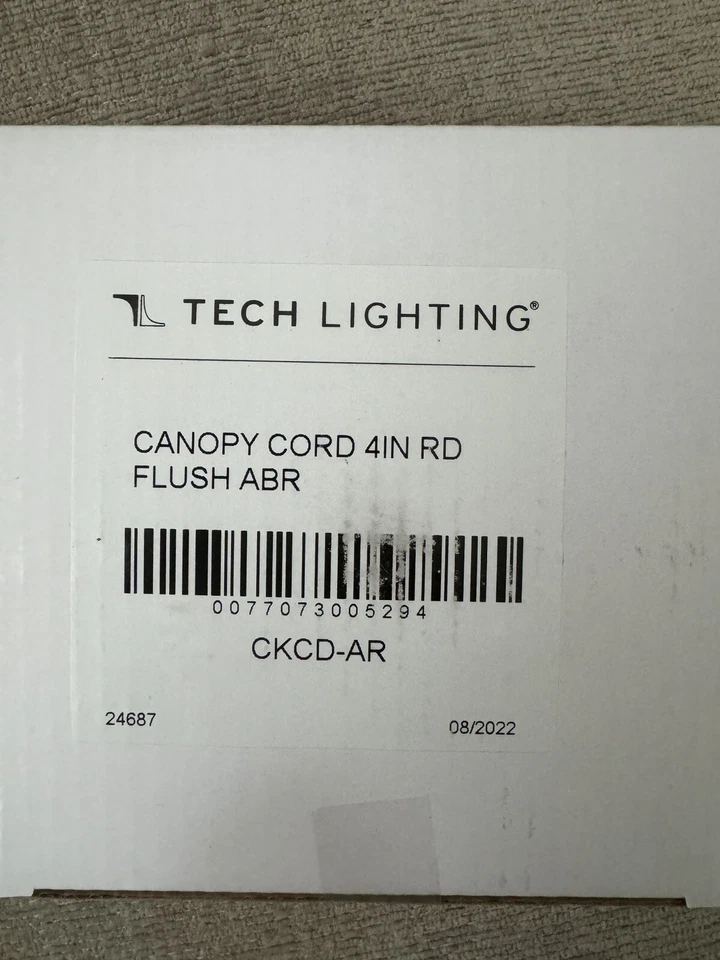 TECH LIGHTING®
CANOPY CORD 4IN RD
FLUSH ABR
0077073005294
CKCD-AR
24687
08/2022